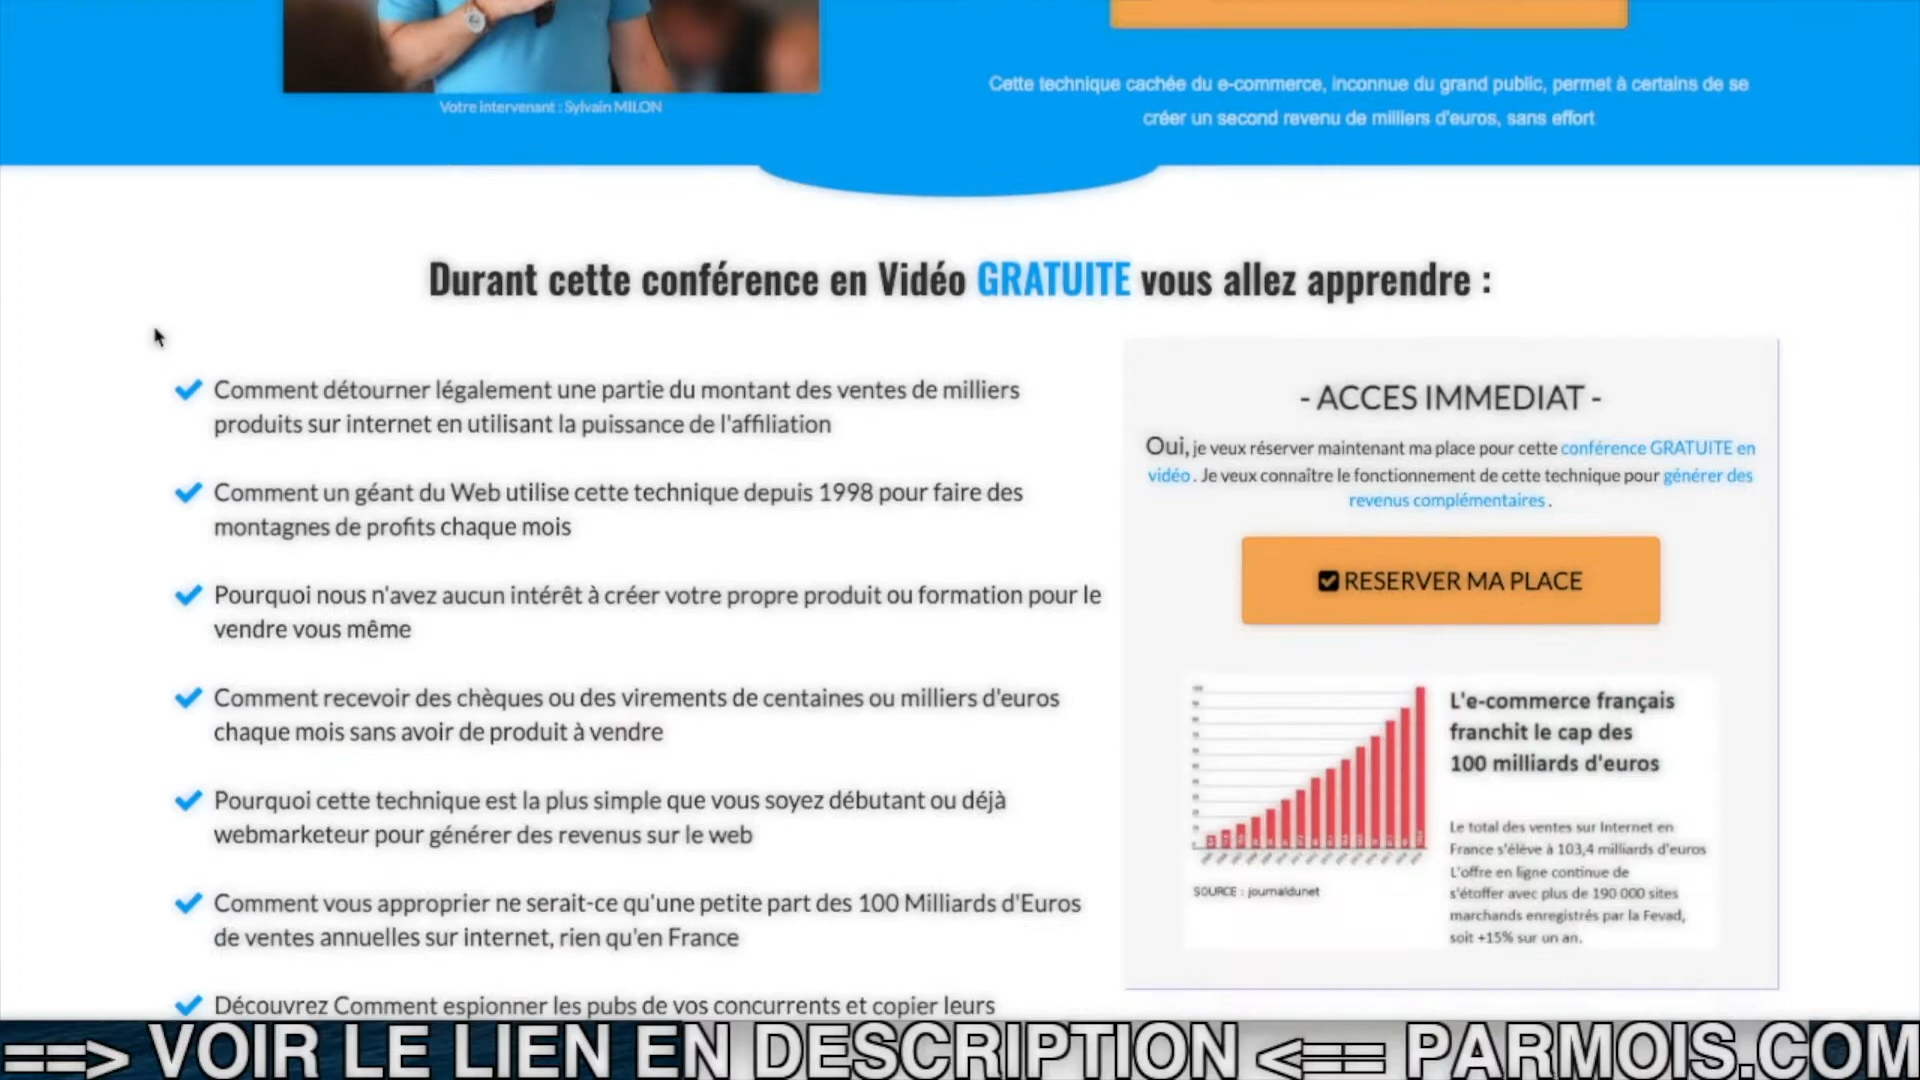 Votre intervenant : Sylvain MILON
Cette technique cachée du e-commerce, inconnue du grand public, permet à certains de se
créer un second revenu de milliers d'euros, sans effort
Durant cette conférence en Vidéo GRATUITE vous allez apprendre :
Comment détourner légalement une partie du montant des ventes de milliers
produits sur internet en utilisant la puissance de l'affiliation
Comment un géant du Web utilise cette technique depuis 1998 pour faire des
montagnes de profits chaque mois
Pourquoi nous n'avez aucun intérêt à créer votre propre produit ou formation pour le
vendre vous même
Comment recevoir des chèques ou des virements de centaines ou milliers d'euros
chaque mois sans avoir de produit à vendre
Pourquoi cette technique est la plus simple que vous soyez débutant ou déjà
webmarketeur pour générer des revenus sur le web
Comment vous approprier ne serait-ce qu'une petite part des 100 Milliards d'Euros
de ventes annuelles sur internet, rien qu'en France
Découvrez Comment espionner les pubs de vos concurrents et copier leurs
- ACCES IMMEDIAT -
Oui, je veux réserver maintenant ma place pour cette conférence GRATUITE en
vidéo . Je veux connaître le fonctionnement de cette technique pour générer des
revenus complémentaires .
RESERVER MA PLACE
L'e-commerce français
franchit le cap des
100 milliards d'euros
Le total des ventes sur Internet en
France s'élève à 103,4 milliards d'euros
L'offre en ligne continue de
s'étoffer avec plus de 190 000 sites
marchands enregistrés par la Fevad,
soit +15% sur un an.
SOURCE : journaldunet
==> VOIR LE LIEN EN DESCRIPTION <== PARMOIS.COM